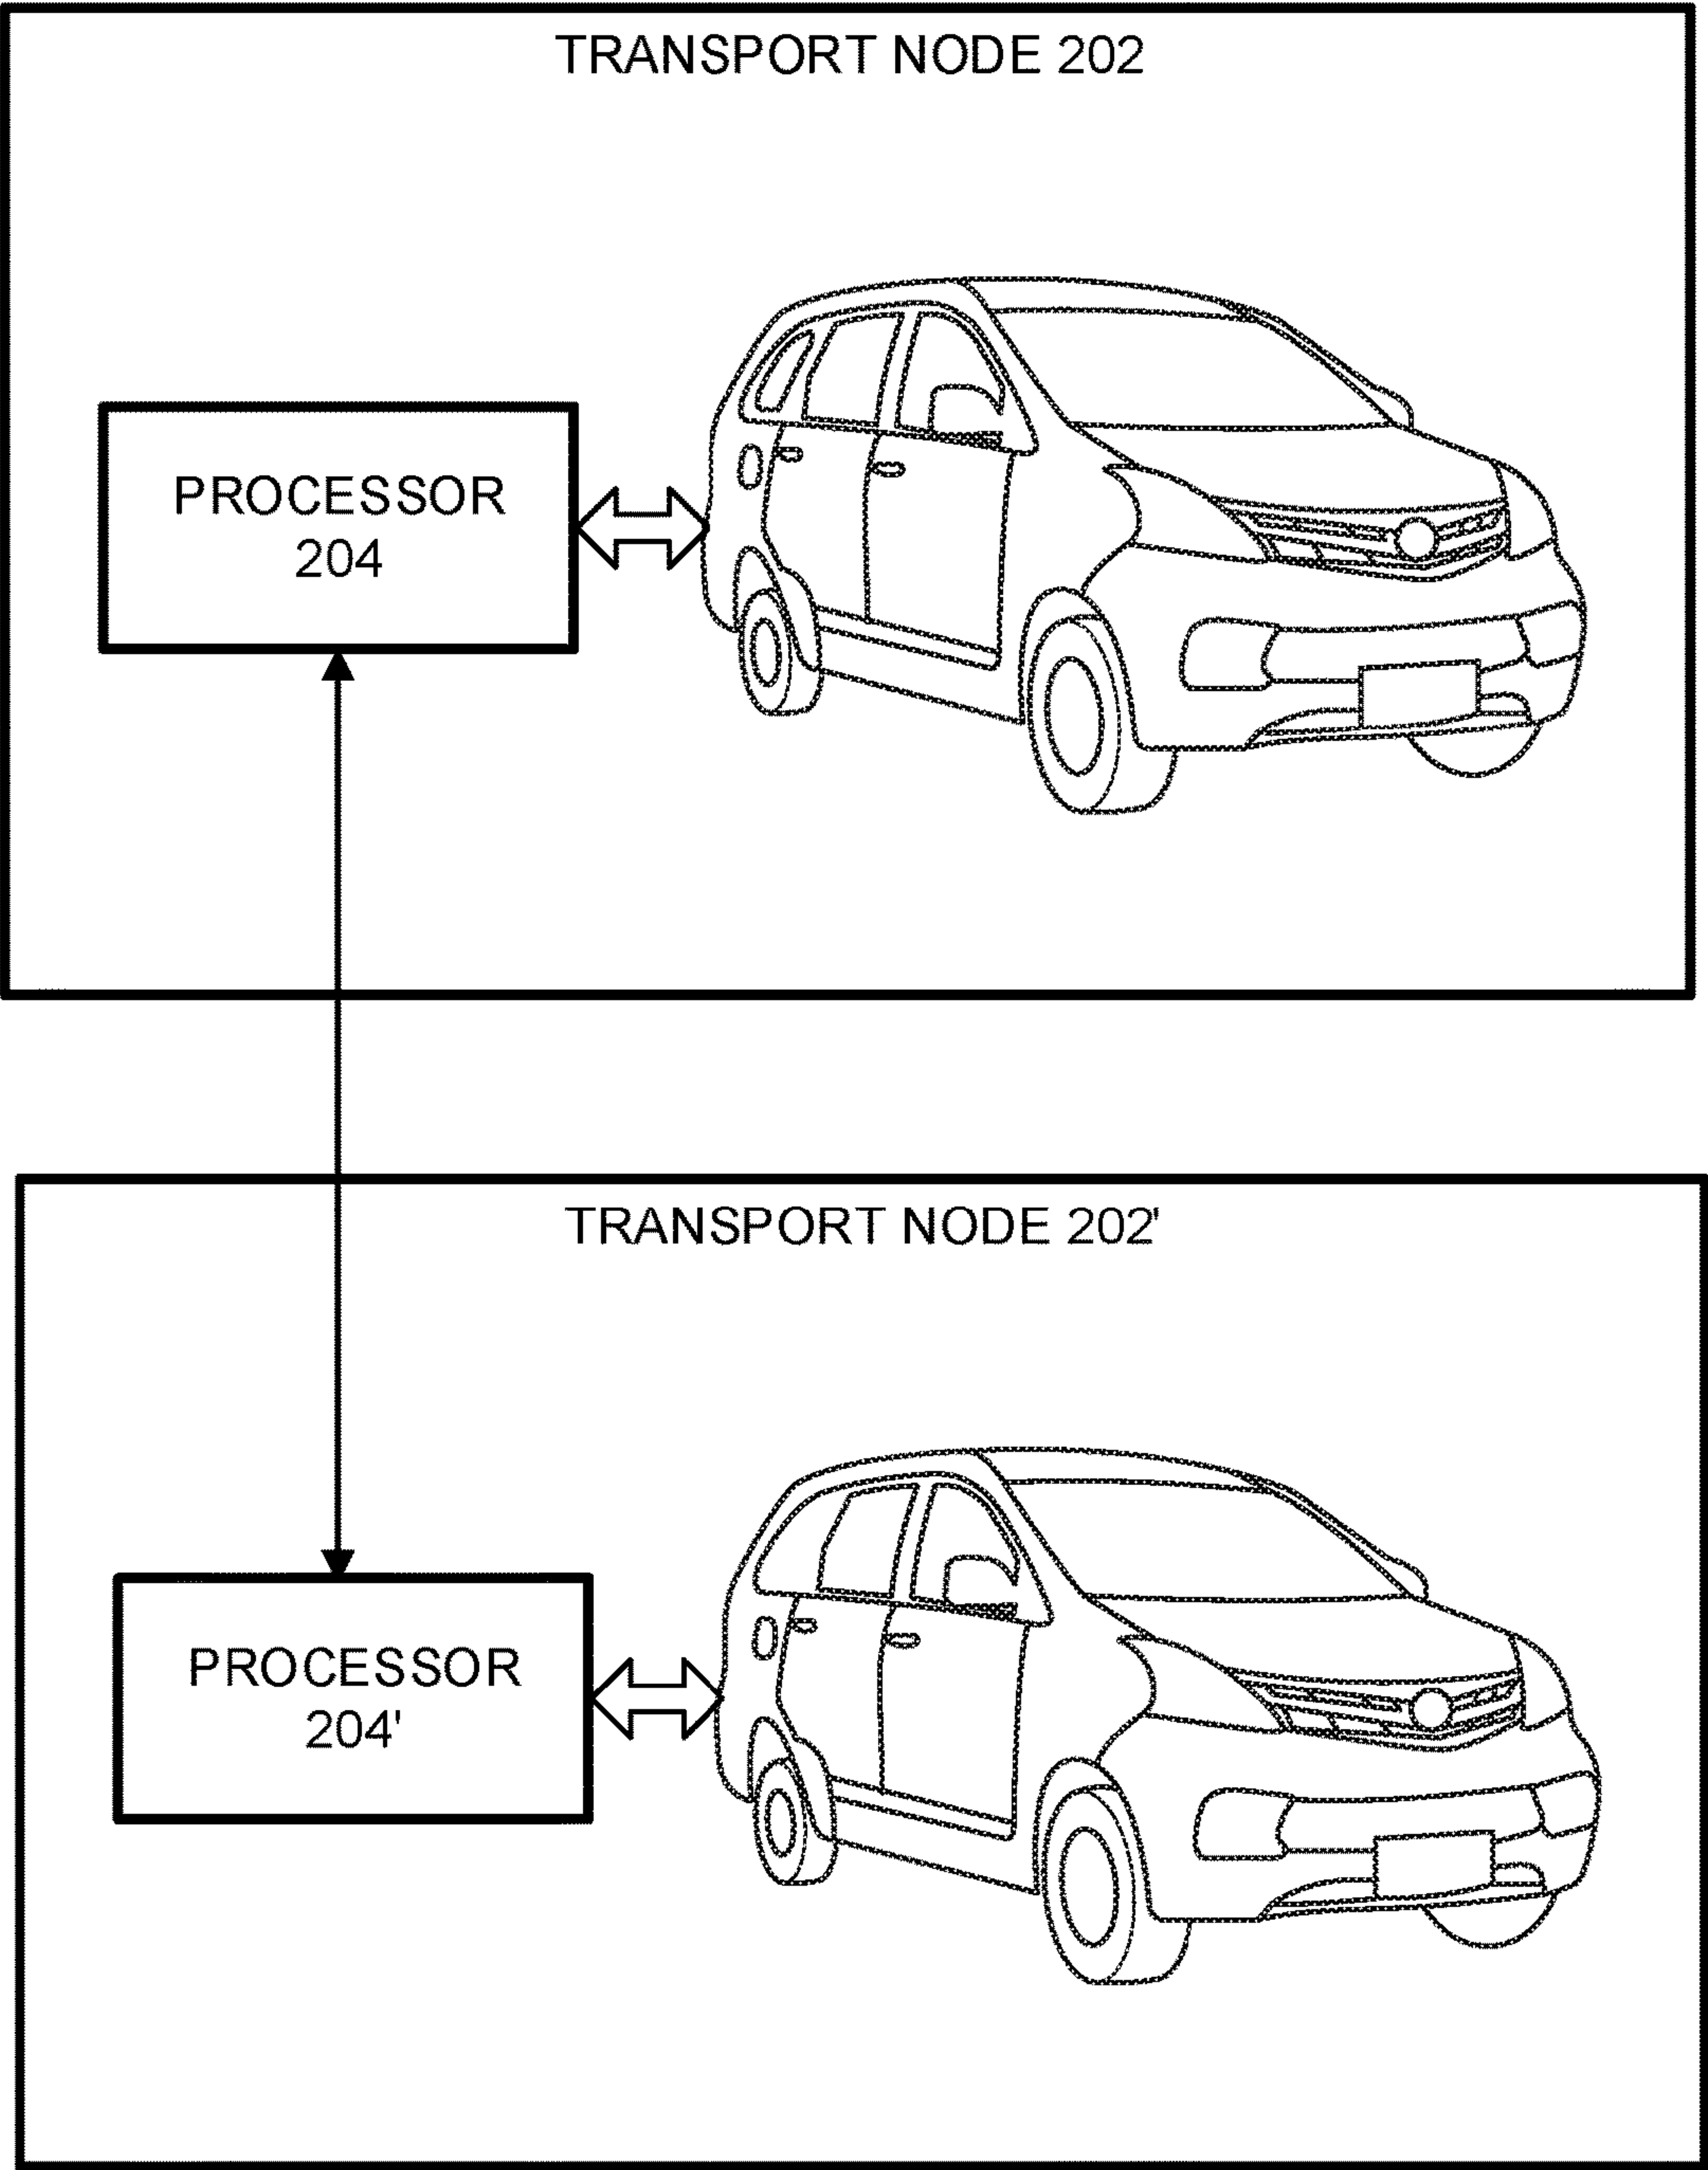 TRANSPORT NODE 202
PROCESSOR
204
TRANSPORT NODE 202'
PROCESSOR
204'